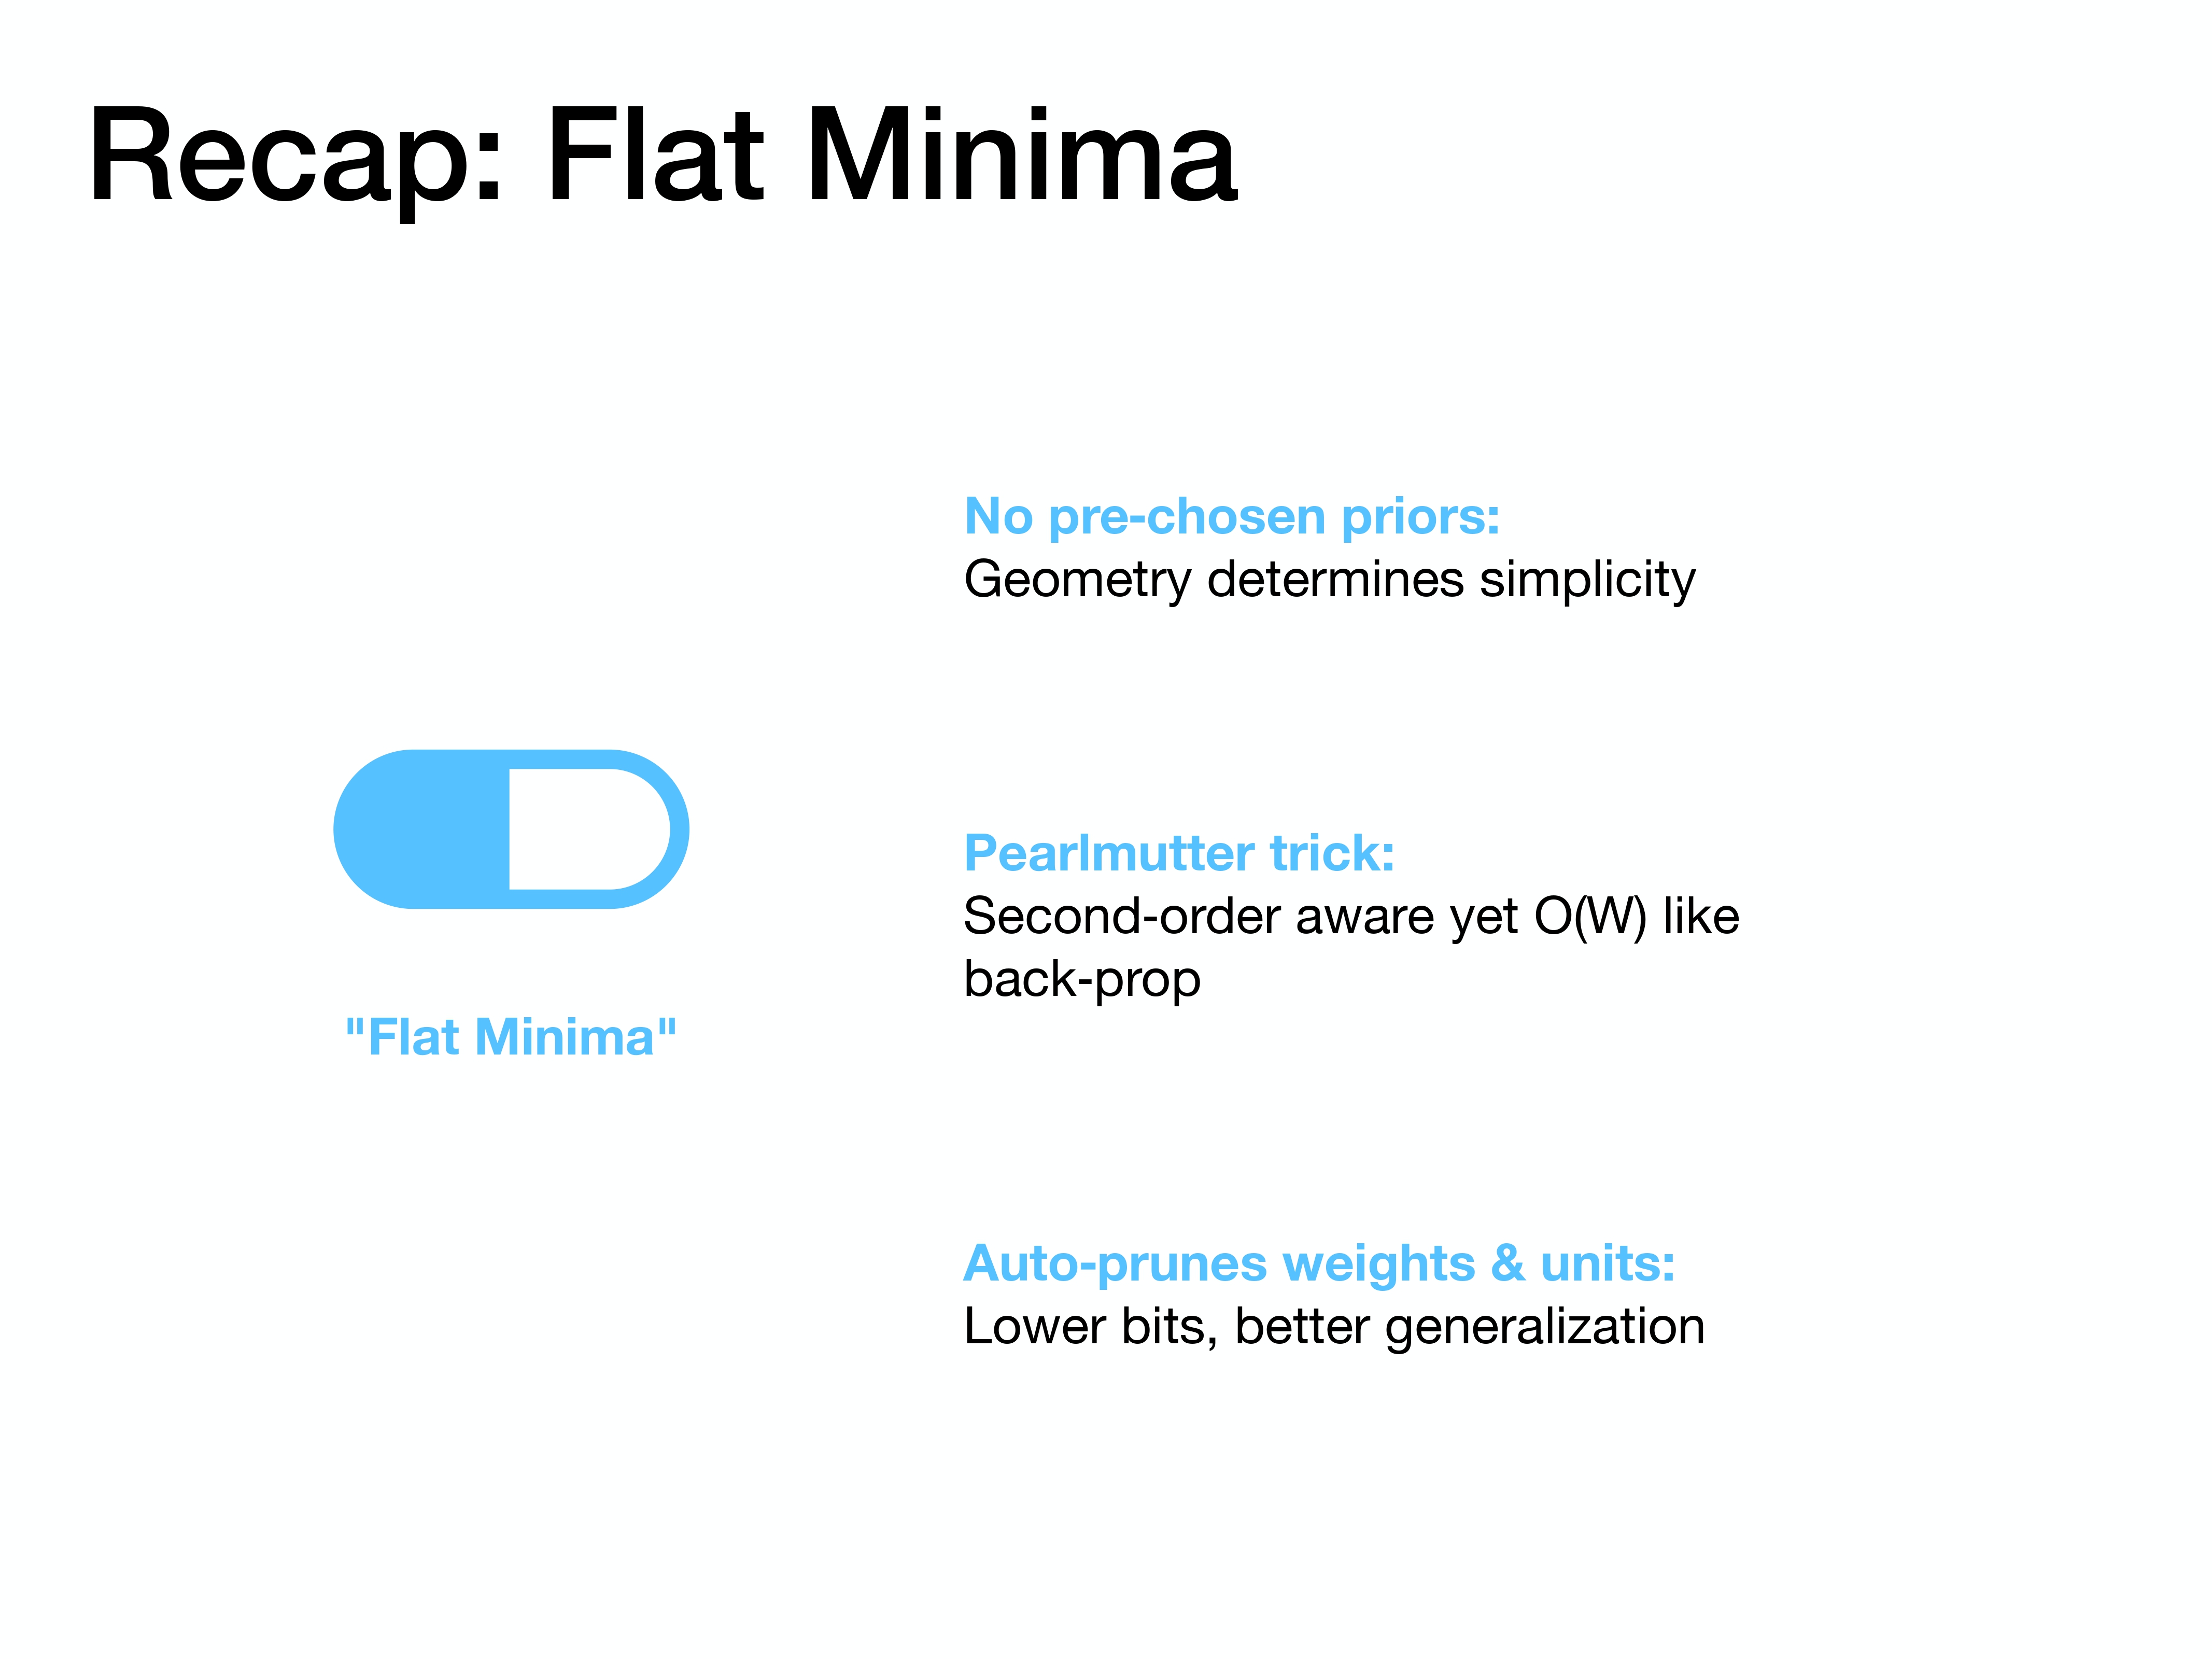 Recap: Flat Minima
No pre-chosen priors:
Geometry determines simplicity
"Flat Minima"
Pearlmutter trick:
Second-order aware yet O(W) like
back-prop
Auto-prunes weights & units:
Lower bits, better generalization